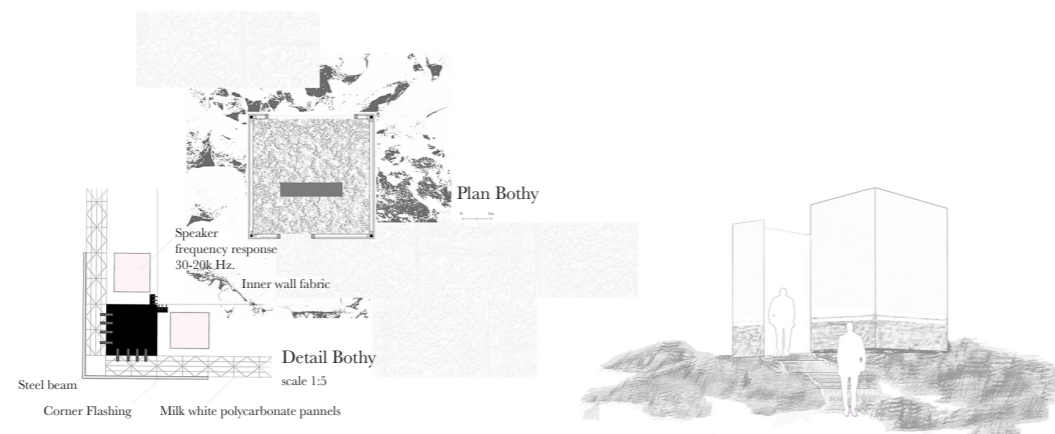 Plan Bothy
Speaker
frequency response
30-20k Hz.
Inner wall fabric
Detail Bothy
scale 1:5
Steel beam
Corner Flashing
Milk white polycarbonate pannels